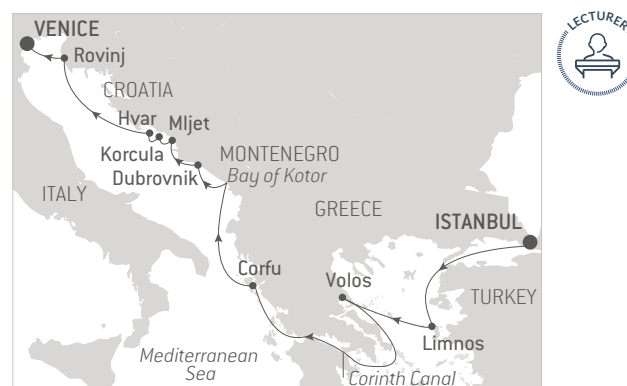 VENICE
Rovinj
CROATIA
Hvar
Mljet
Korcula
Dubrovnik
MONTENEGRO
Bay of Kotor
ITALY
GREECE
ISTANBUL
Corfu
Volos
TURKEY
Limnos
Mediterranean
Sea
Corinth Canal
LECTURER